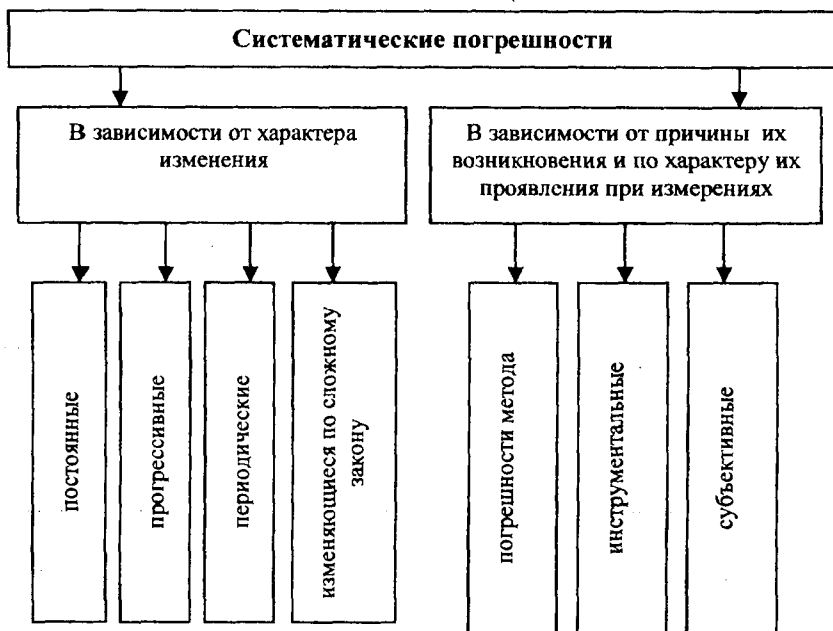 Систематические погрешности
В зависимости от характера
изменения
В зависимости от причины их
возникновения и по характеру их
проявления при измерениях
постоянные
прогрессивные
периодические
изменяющиеся по сложному
закону
погрешности метода
инструментальные
субъективные